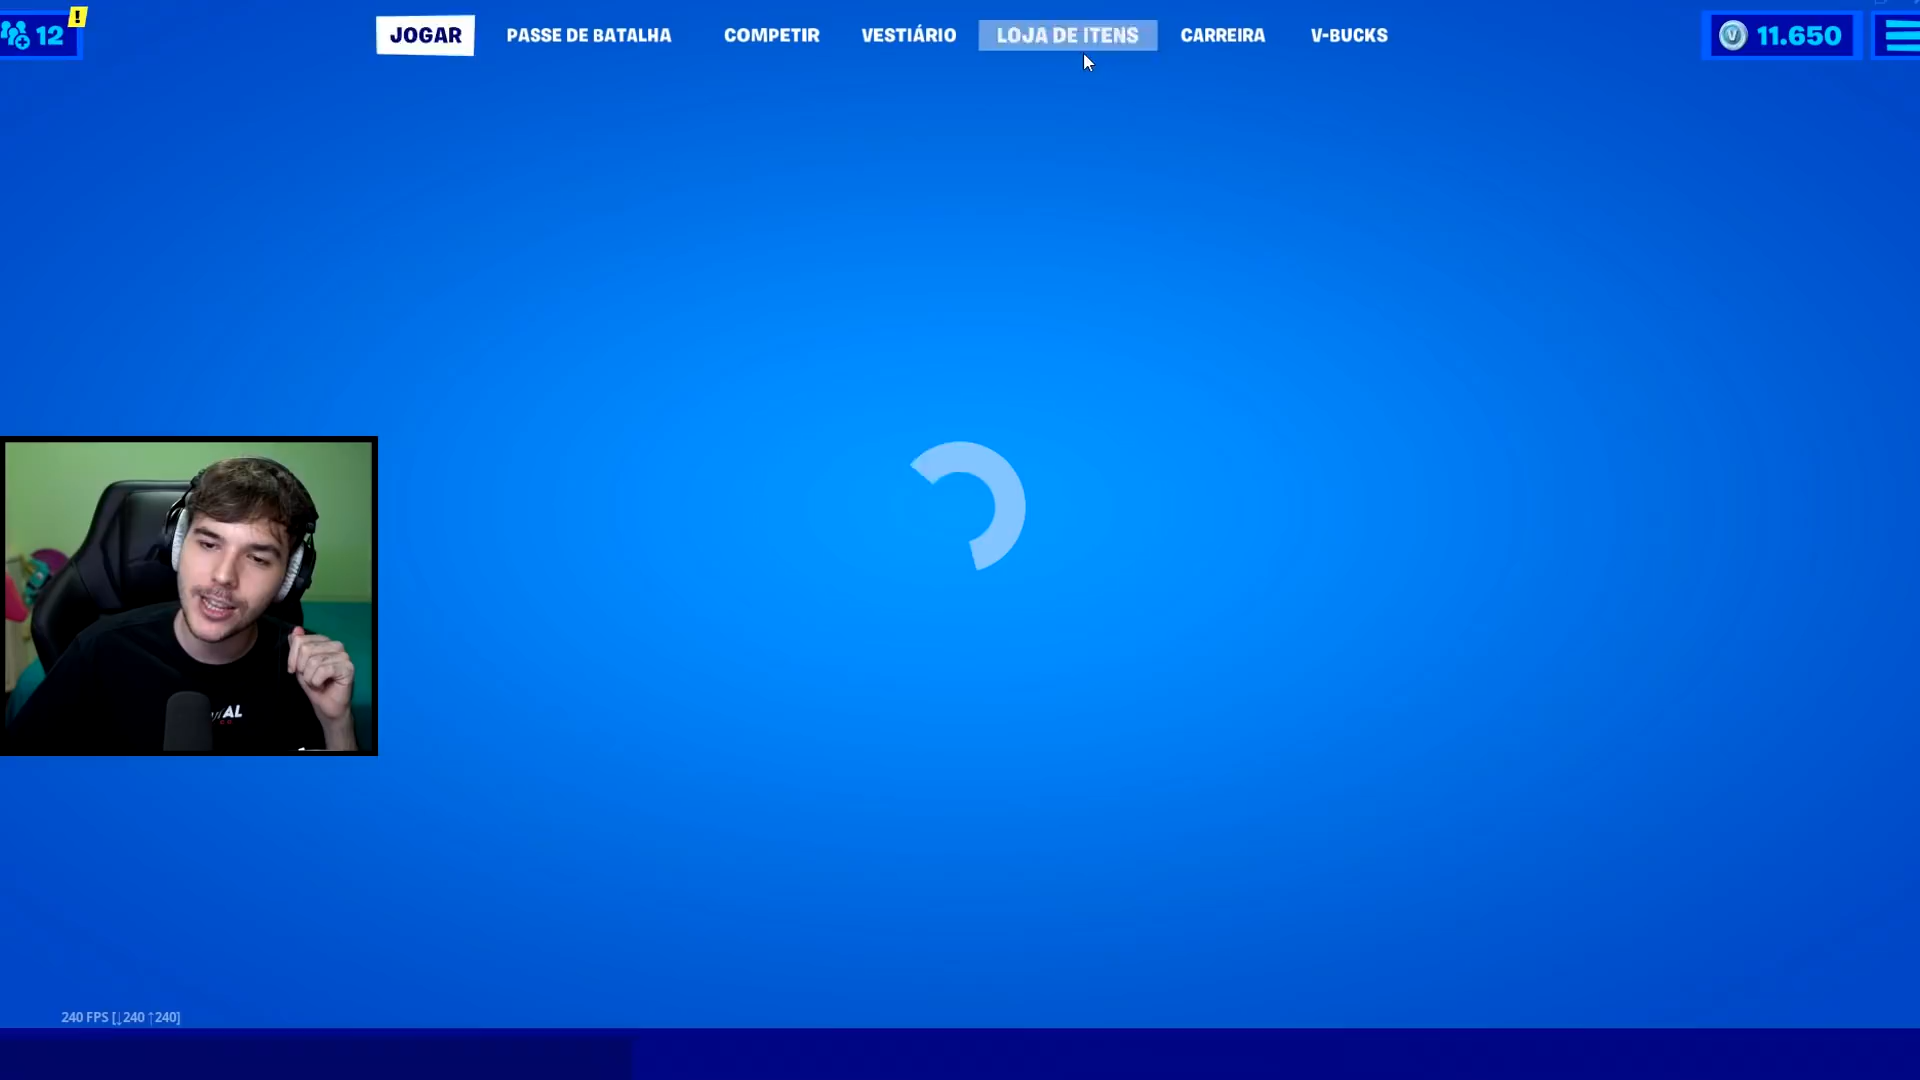 12
!
JOGAR
PASSE DE BATALHA
COMPETIR
VESTIÁRIO
LOJA DE ITENS
CARREIRA
V-BUCKS
V 11.650
240 FPS [↓240 ↑240]